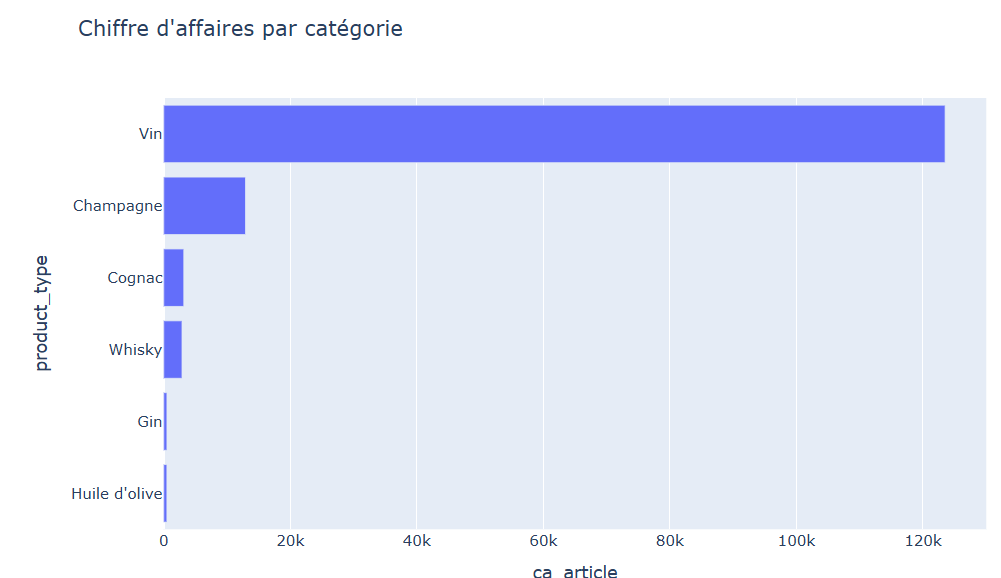 Chiffre d'affaires par catégorie
product_type
Vin
Champagne
Cognac
Whisky
Gin
Huile d'olive
0 20k 40k 60k 80k 100k 120k
ca_article